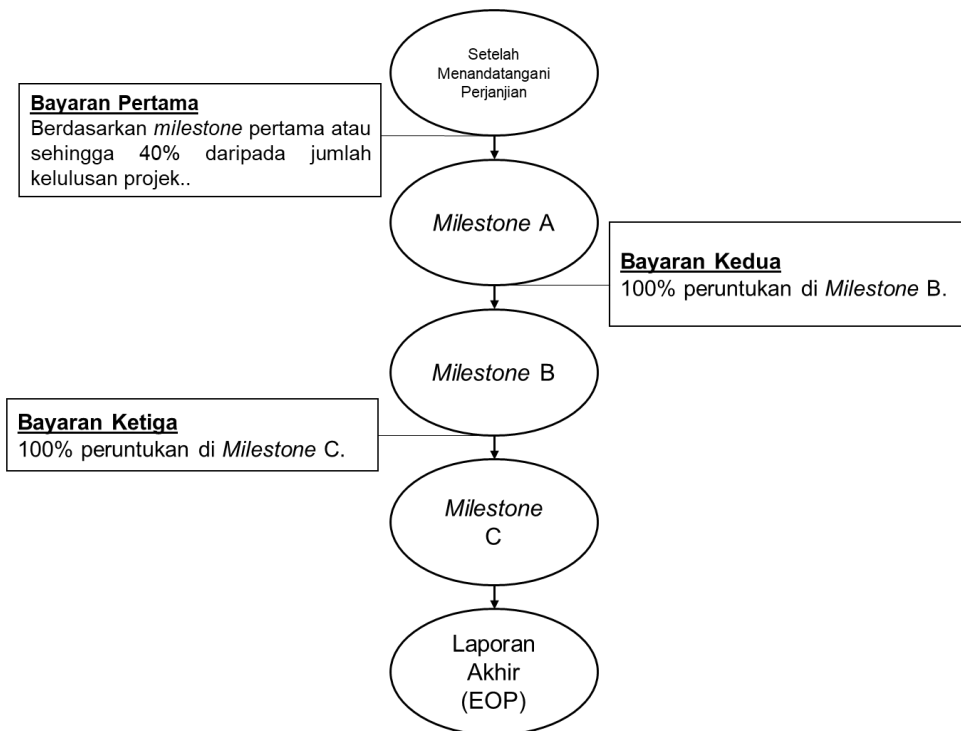 Setelah
Menandatangani
Perjanjian
Bayaran Pertama
Berdasarkan milestone pertama atau
sehingga 40% daripada jumlah
kelulusan projek..
Milestone A
Bayaran Kedua
100% peruntukan di Milestone B.
Milestone B
Bayaran Ketiga
100% peruntukan di Milestone C.
Milestone
C
Laporan
Akhir
(EOP)